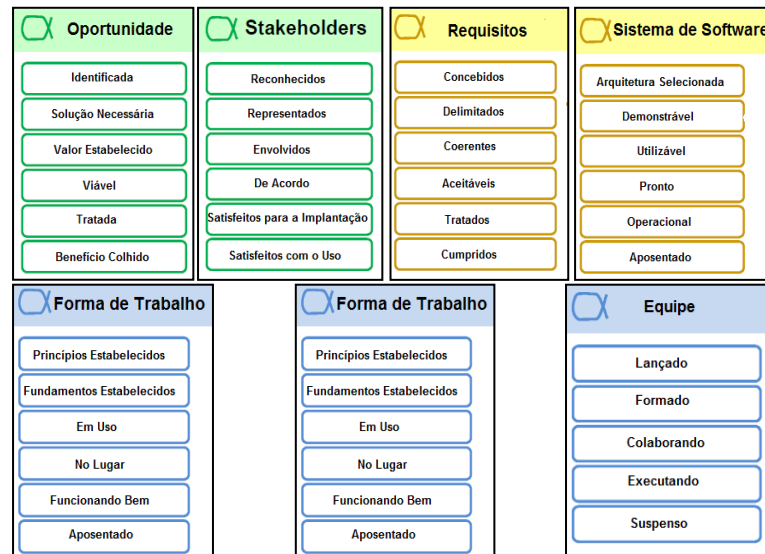 Oportunidade
Identificada
Solução Necessária
Valor Estabelecido
Viável
Tratada
Benefício Colhido
Stakeholders
Reconhecidos
Representados
Envolvidos
De Acordo
Satisfeitos para a Implantação
Satisfeitos com o Uso
Requisitos
Concebidos
Delimitados
Coerentes
Aceitáveis
Tratados
Cumpridos
Sistema de Software
Arquitetura Selecionada
Demonstrável
Utilizável
Pronto
Operacional
Aposentado
Forma de Trabalho
Princípios Estabelecidos
Fundamentos Estabelecidos
Em Uso
No Lugar
Funcionando Bem
Aposentado
Forma de Trabalho
Princípios Estabelecidos
Fundamentos Estabelecidos
Em Uso
No Lugar
Funcionando Bem
Aposentado
Equipe
Lançado
Formado
Colaborando
Executando
Suspenso